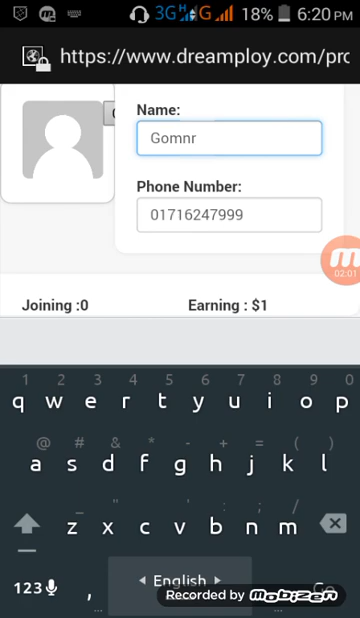 3G H G 18% 6:20 PM
https://www.dreamploy.com/pro
Name:
Gomnr
Phone Number:
01716247999
02:01
Joining :0 Earning : $1
1 2 3 4 5 6 7 8 9 0
q w e r t y u i o p
@ # & * - + = ( )
a s d f g h j k l
_ " ' : ; /
z x c v b n m
123 , English Go
Recorded by mobizen